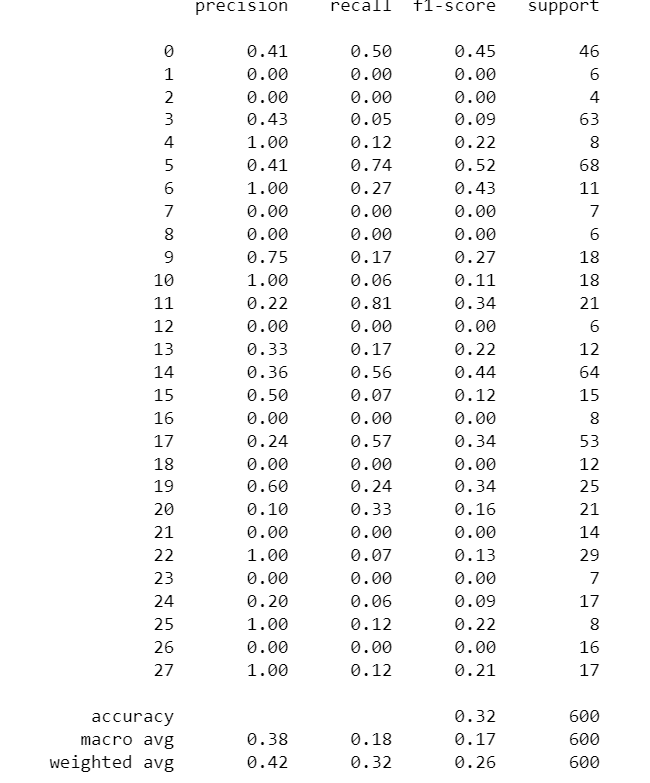 precision recall f1-score support
0 0.41 0.50 0.45 46
1 0.00 0.00 0.00 6
2 0.00 0.00 0.00 4
3 0.43 0.05 0.09 63
4 1.00 0.12 0.22 8
5 0.41 0.74 0.52 68
6 1.00 0.27 0.43 11
7 0.00 0.00 0.00 7
8 0.00 0.00 0.00 6
9 0.75 0.17 0.27 18
10 1.00 0.06 0.11 18
11 0.22 0.81 0.34 21
12 0.00 0.00 0.00 6
13 0.33 0.17 0.22 12
14 0.36 0.56 0.44 64
15 0.50 0.07 0.12 15
16 0.00 0.00 0.00 8
17 0.24 0.57 0.34 53
18 0.00 0.00 0.00 12
19 0.60 0.24 0.34 25
20 0.10 0.33 0.16 21
21 0.00 0.00 0.00 14
22 1.00 0.07 0.13 29
23 0.00 0.00 0.00 7
24 0.20 0.06 0.09 17
25 1.00 0.12 0.22 8
26 0.00 0.00 0.00 16
27 1.00 0.12 0.21 17
accuracy 0.32 600
macro avg 0.38 0.18 0.17 600
weighted avg 0.42 0.32 0.26 600